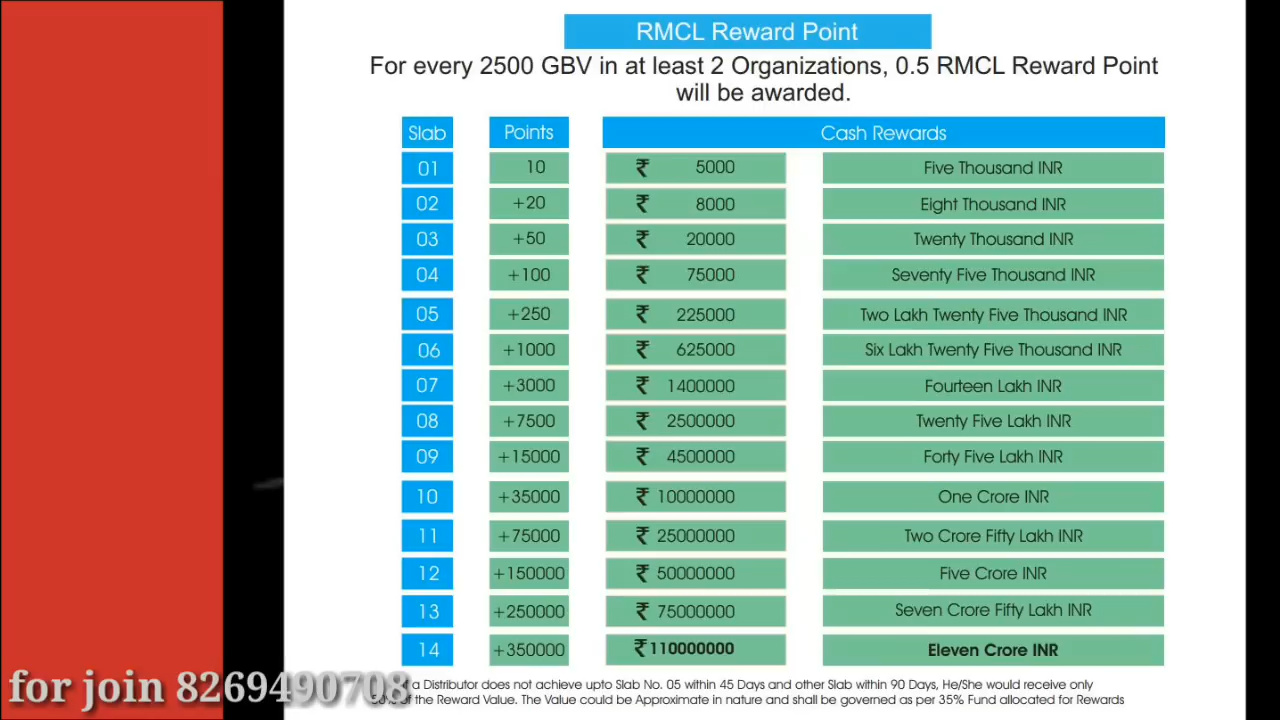 RMCL Reward Point
For every 2500 GBV in at least 2 Organizations, 0.5 RMCL Reward Point
will be awarded.
Slab Points Cash Rewards
01 10 ₹ 5000 Five Thousand INR
02 +20 ₹ 8000 Eight Thousand INR
03 +50 ₹ 20000 Twenty Thousand INR
04 +100 ₹ 75000 Seventy Five Thousand INR
05 +250 ₹ 225000 Two Lakh Twenty Five Thousand INR
06 +1000 ₹ 625000 Six Lakh Twenty Five Thousand INR
07 +3000 ₹ 1400000 Fourteen Lakh INR
08 +7500 ₹ 2500000 Twenty Five Lakh INR
09 +15000 ₹ 4500000 Forty Five Lakh INR
10 +35000 ₹ 10000000 One Crore INR
11 +75000 ₹ 25000000 Two Crore Fifty Lakh INR
12 +150000 ₹ 50000000 Five Crore INR
13 +250000 ₹ 75000000 Seven Crore Fifty Lakh INR
14 +350000 ₹ 110000000 Eleven Crore INR
a Distributor does not achieve upto Slab No. 05 within 45 Days and other Slab within 90 Days, He/She would receive only
of the Reward Value. The Value could be Approximate in nature and shall be governed as per 35% Fund allocated for Rewards
for join 8269490708